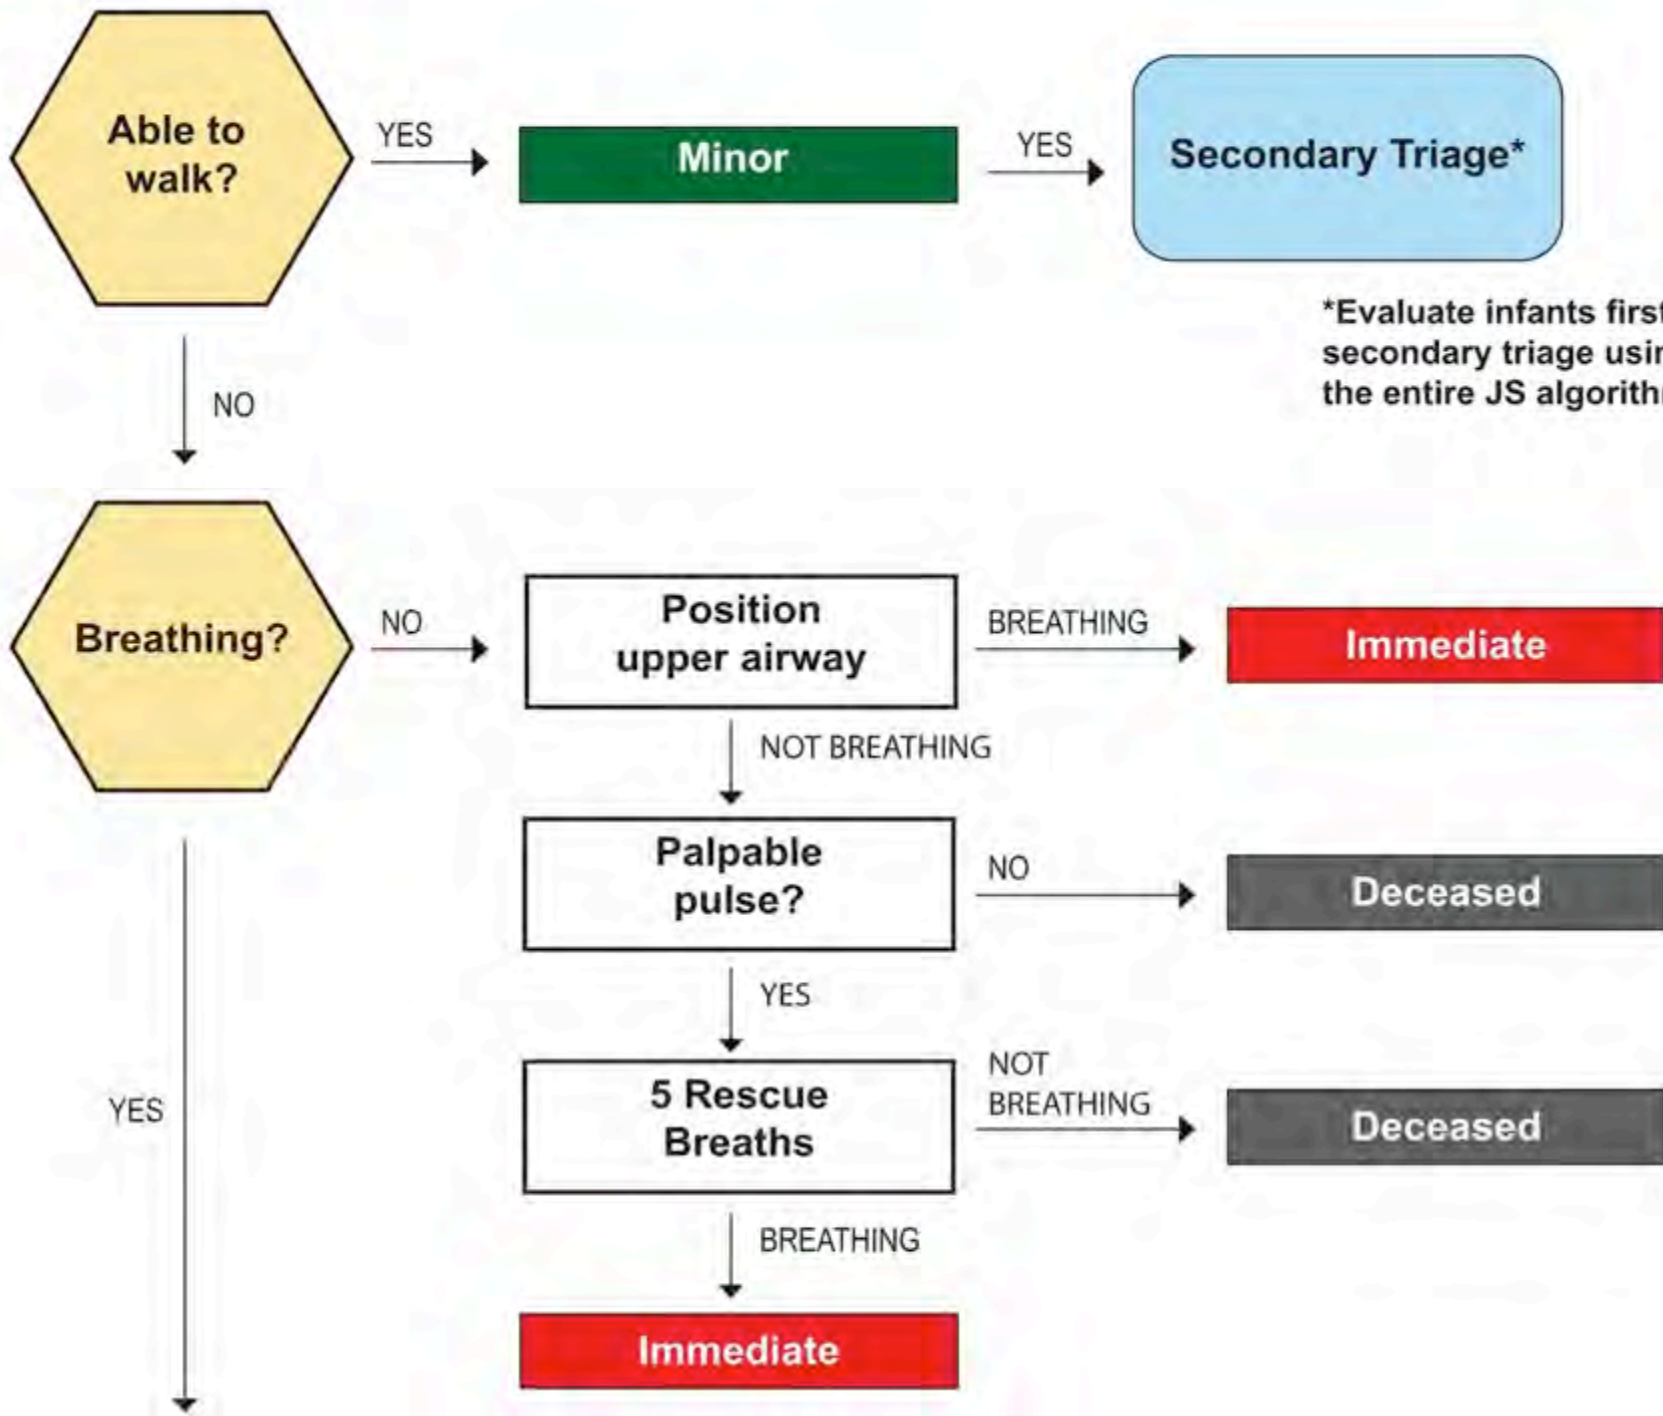 Able to
walk?
YES
Minor
YES
Secondary Triage*
*Evaluate infants first
secondary triage
the entire JS
NO
Breathing?
NO
Position
upper airway
BREATHING
Immediate
NOT BREATHING
Palpable
pulse?
NO
Deceased
YES
5 Rescue
Breaths
NOT
BREATHING
Deceased
YES
BREATHING
Immediate